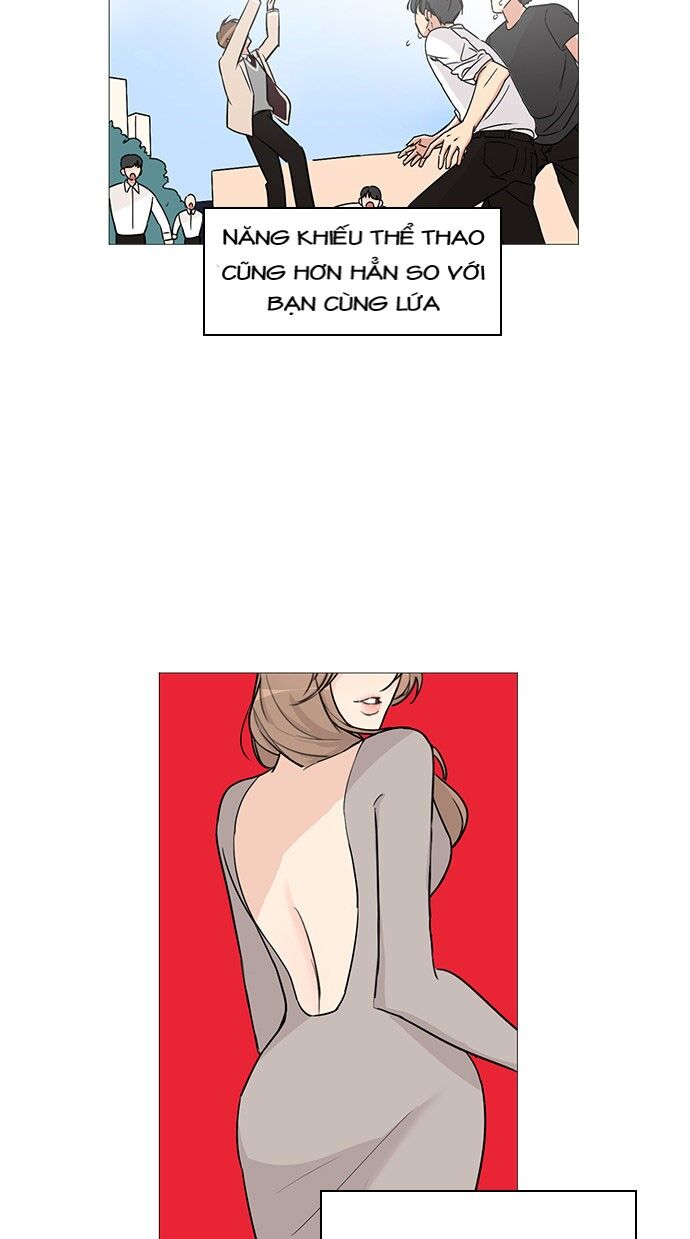 NĂNG KHIẾU THỂ THAO
CŨNG HƠN HẲN SO VỚI
BẠN CÙNG LỨA